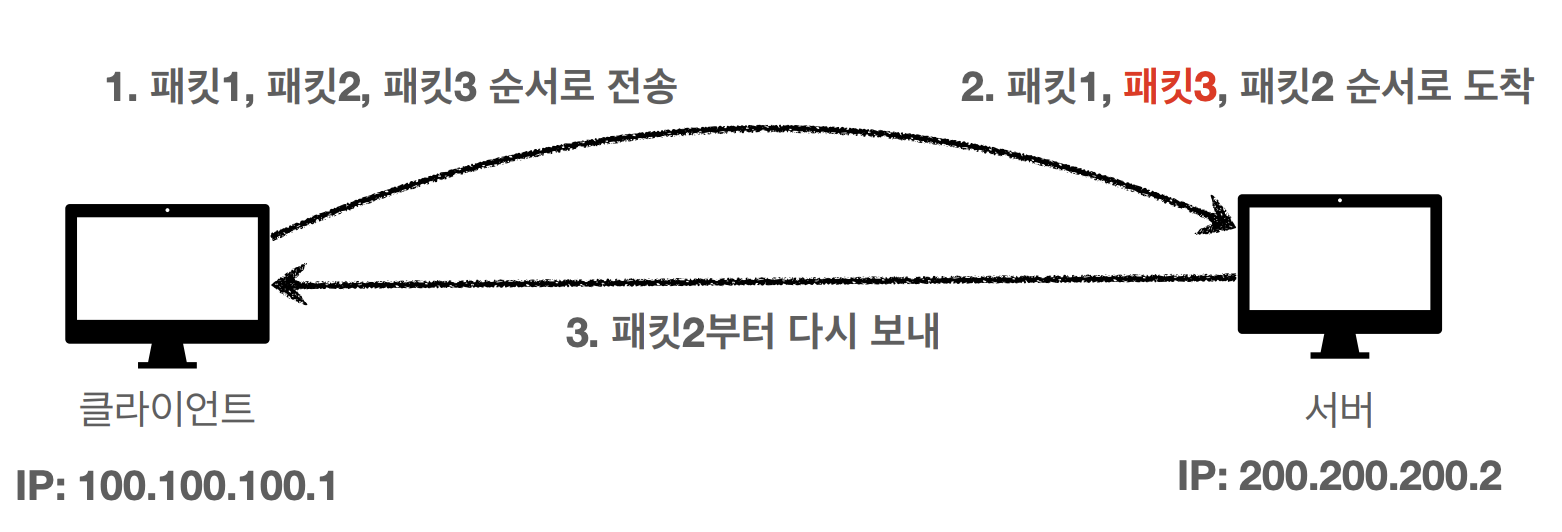 1. 패킷1, 패킷2, 패킷3 순서로 전송
2. 패킷1, 패킷3, 패킷2 순서로 도착
3. 패킷2부터 다시 보내
클라이언트
서버
IP: 100.100.100.1
IP: 200.200.200.2